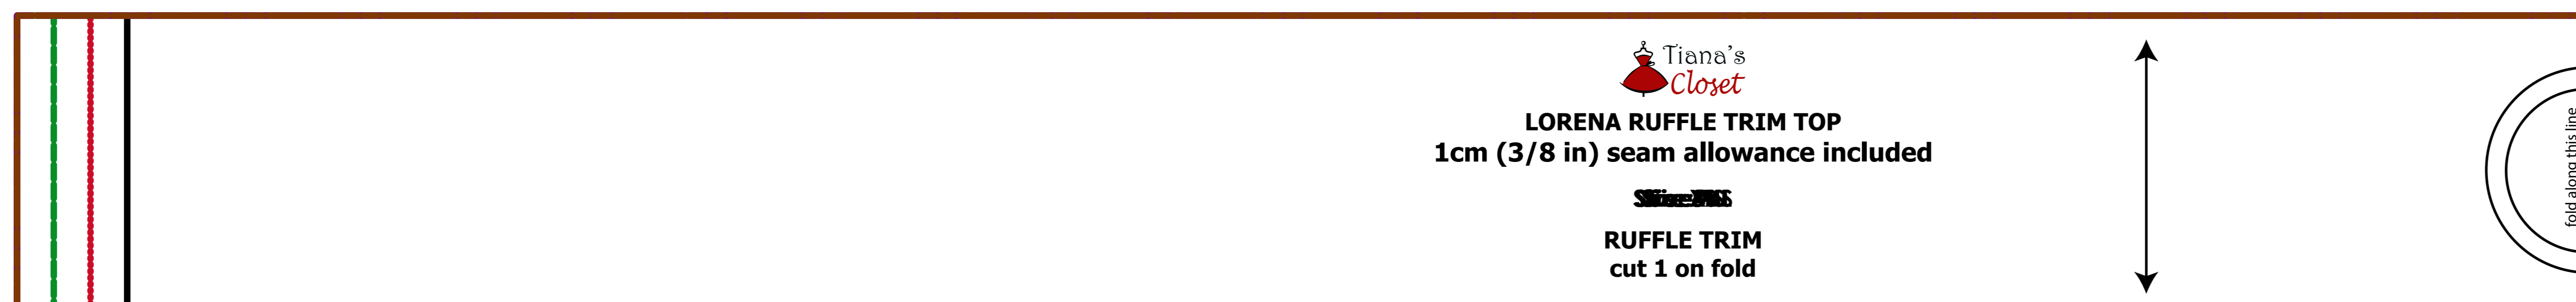 Tiana's
Closet
LORENA RUFFLE TRIM TOP
1cm (3/8 in) seam allowance included
RUFFLE TRIM
cut 1 on fold
fold along this line